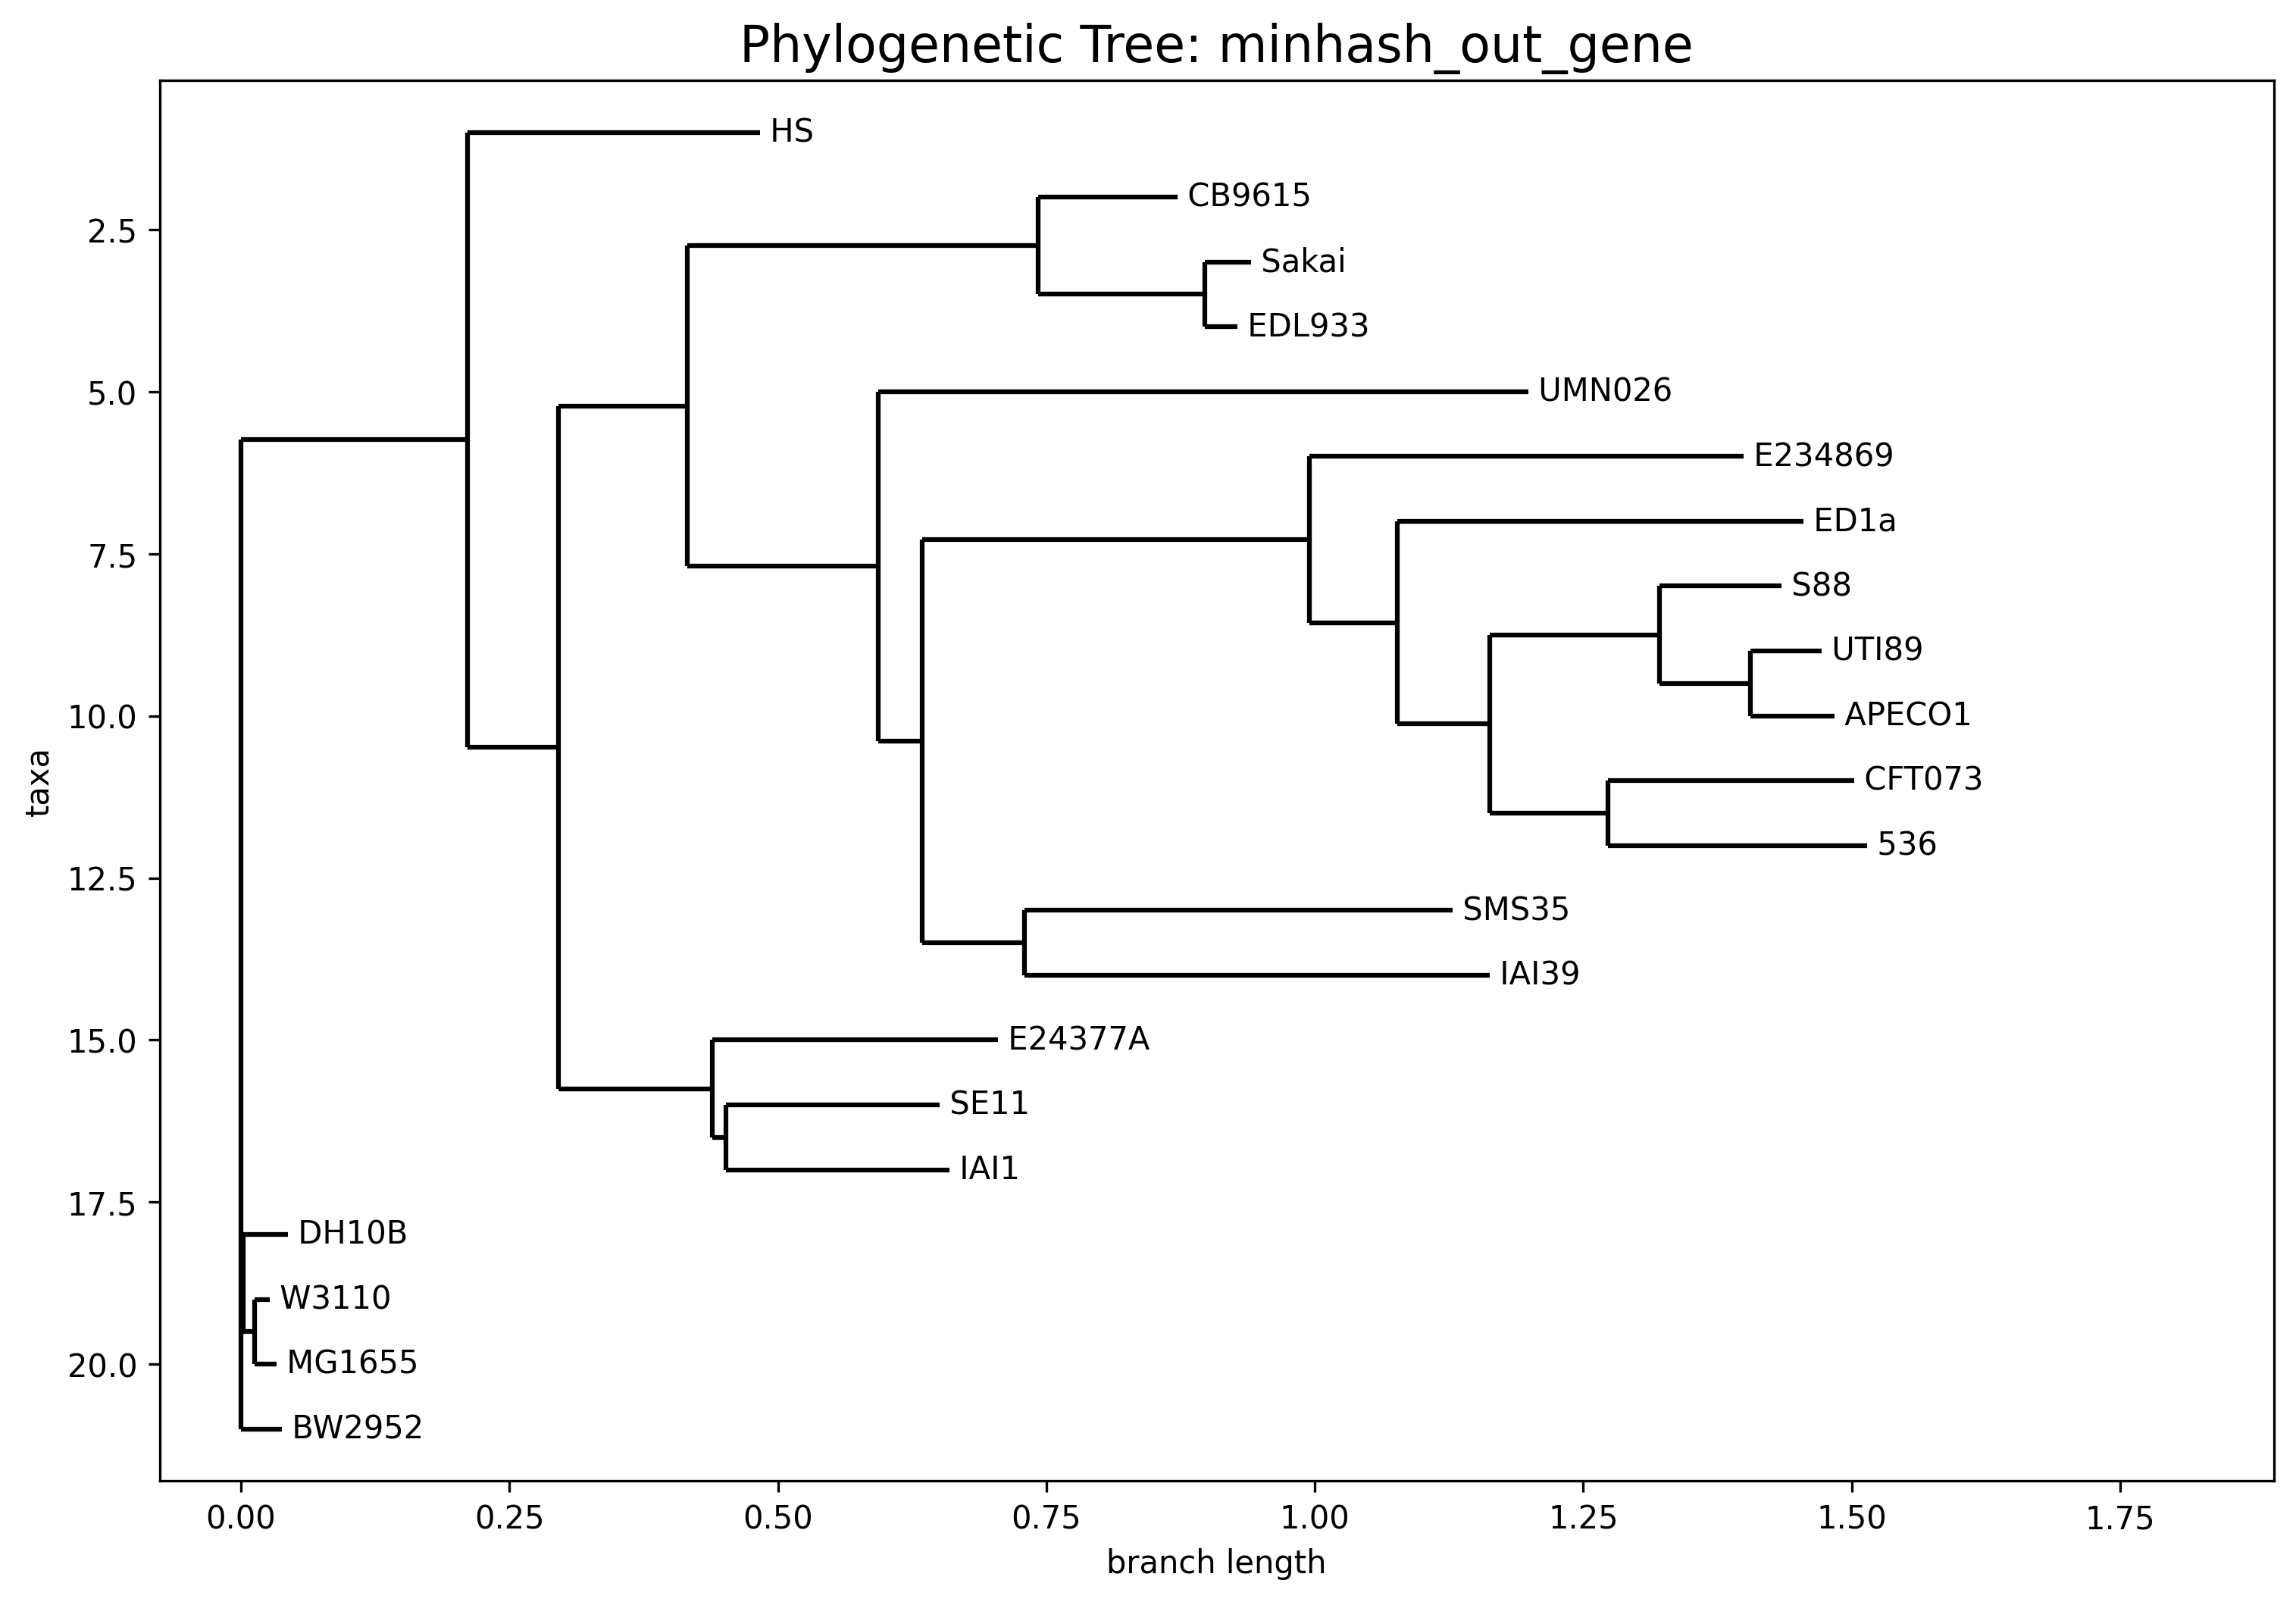 Phylogenetic Tree: minhash_out_gene
HS
CB9615
2.5
Sakai
EDL933
5.0
UMN026
E234869
ED1a
7.5
S88
UTI89
10.0
APECO1
taxa
CFT073
536
12.5
SMS35
IAI39
15.0
E24377A
SE11
IAI1
17.5
DH10B
W3110
20.0
MG1655
BW2952
0.00 0.25 0.50 0.75 1.00 1.25 1.50 1.75
branch length